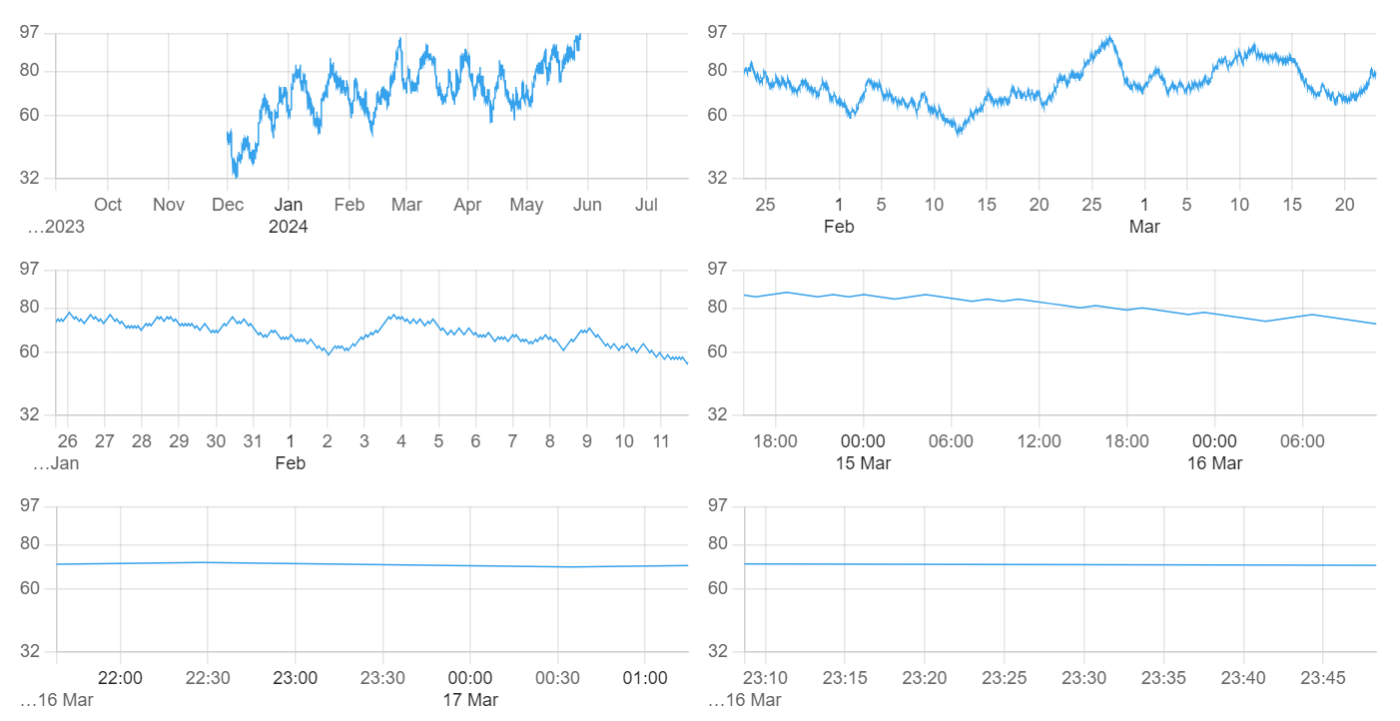 97
80
60
32
Oct Nov Dec Jan Feb Mar Apr May Jun Jul
…2023 2024
97
80
60
32
25 1 5 10 15 20 25 1 5 10 15 20
Feb Mar
97
80
60
32
26 27 28 29 30 31 1 2 3 4 5 6 7 8 9 10 11
…Jan Feb
97
80
60
32
18:00 00:00 06:00 12:00 18:00 00:00 06:00
15 Mar 16 Mar
97
80
60
32
22:00 22:30 23:00 23:30 00:00 00:30 01:00
…16 Mar 17 Mar
97
80
60
32
23:10 23:15 23:20 23:25 23:30 23:35 23:40 23:45
…16 Mar